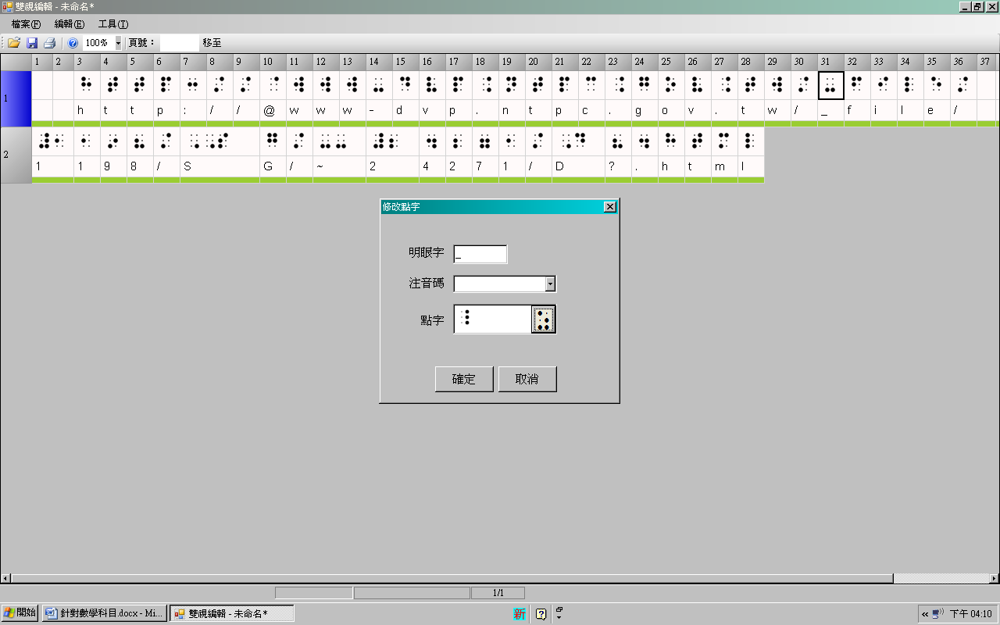 雙視編輯 - 未命名*
檔案(F) 編輯(E) 工具(T)
100% 頁號： 移至
1 2 3 4 5 6 7 8 9 10 11 12 13 14 15 16 17 18 19 20 21 22 23 24 25 26 27 28 29 30 31 32 33 34 35 36 37
1
⠓ ⠞ ⠞ ⠏ ⠒ ⠌ ⠌ ⠈ ⠺ ⠺ ⠺ ⠤ ⠙ ⠧ ⠏ ⠨ ⠝ ⠞ ⠏ ⠉ ⠨ ⠛ ⠕ ⠧ ⠨ ⠞ ⠺ ⠌ ⠤ ⠋ ⠊ ⠇ ⠑ ⠌
h t t p : / / @ w w w - d v p . n t p c . g o v . t w / _ f i l e /
2
1 1 9 8 / S G / ~ 2 4 2 7 1 / D ? . h t m l
修改點字
明眼字 _
注音碼
點字 ⠸
確定 取消
1/1
開始 針對數學科目.docx - Mi... 雙視編輯 - 未命名* 新 ? « 下午 04:10